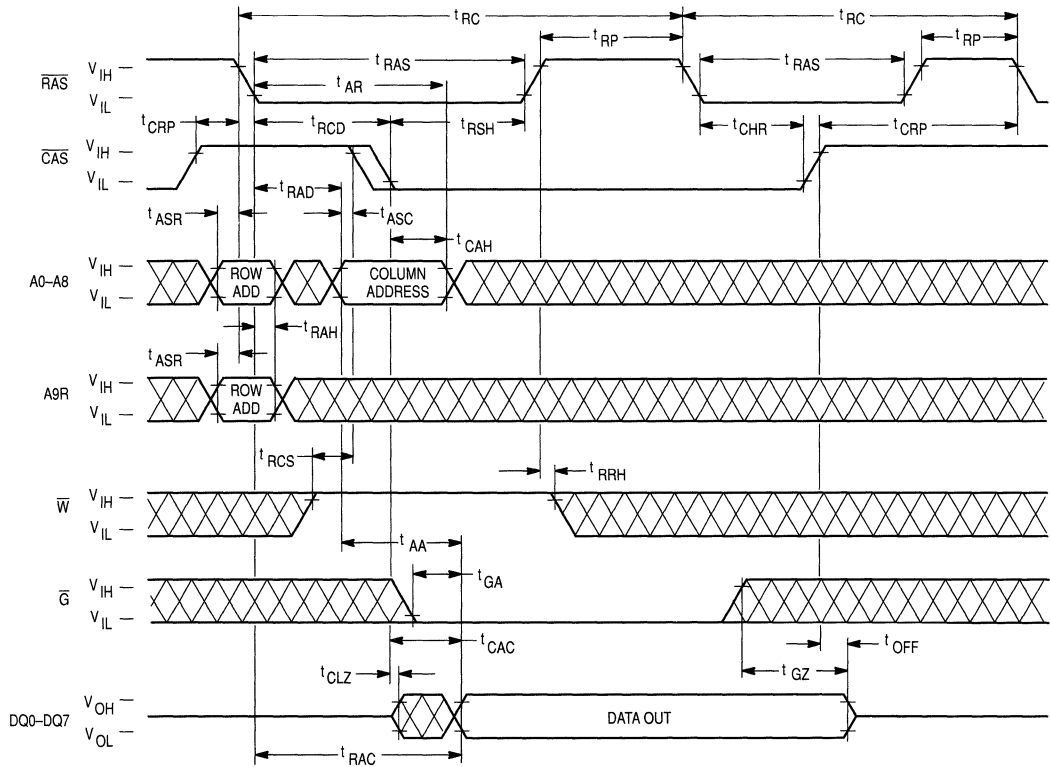 t RC t RC
t RP t RP
t RAS t RAS
t AR
RAS V IH
V IL
t CRP t RCD t RSH t CHR t CRP
CAS V IH
V IL
t RAD
t ASR t ASC
t CAH
A0–A8 V IH
V IL
ROW ADD
COLUMN ADDRESS
t RAH
t ASR
A9R V IH
V IL
ROW ADD
t RCS t RRH
W V IH
V IL
t AA
t GA
G V IH
V IL
t CAC t OFF
t CLZ t GZ
DQ0–DQ7 V OH
V OL
DATA OUT
t RAC